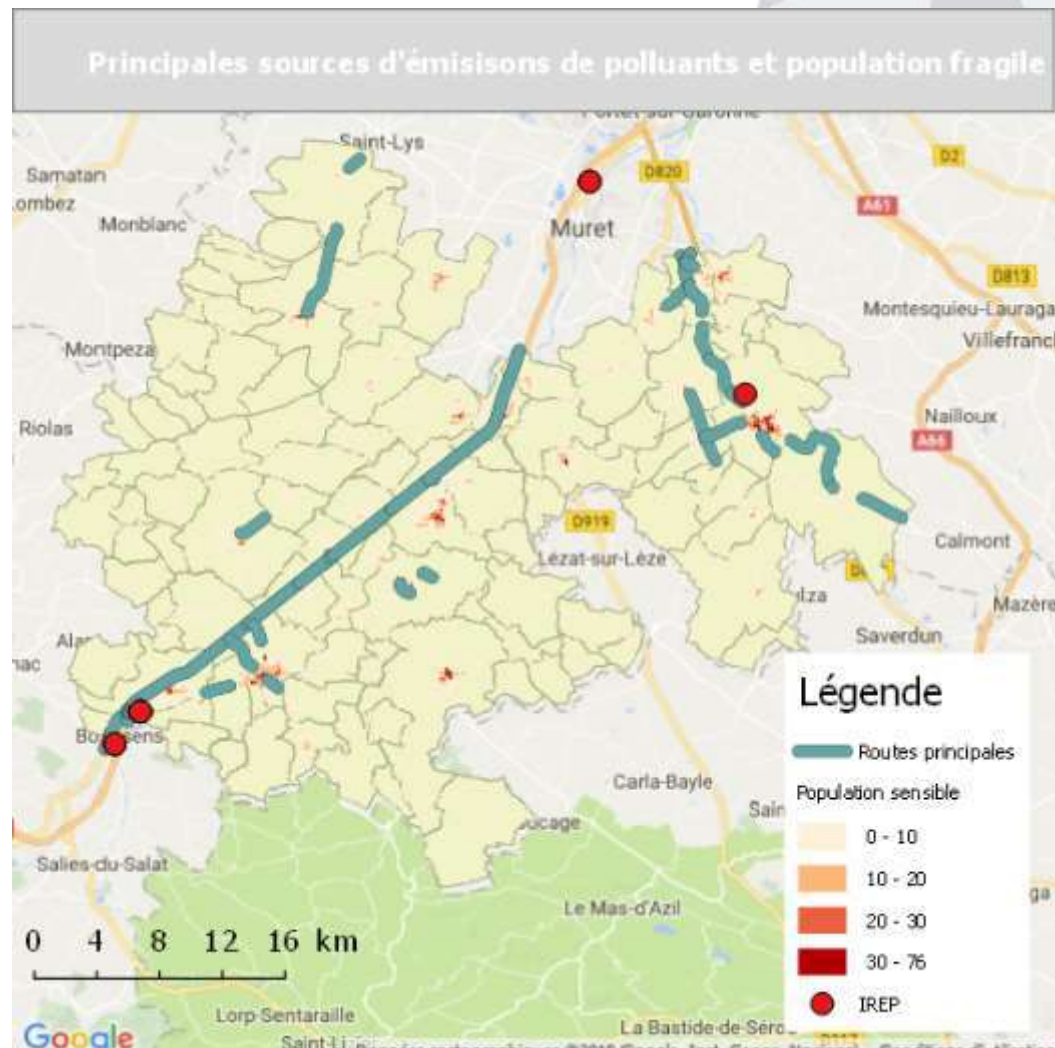 Principales sources d'émisisons de polluants et population fragile
Saint-Lys
D820
D2
Samatan
Lombez
A61
Monblanc
Muret
D813
Montesquieu-Lauraga
Villefranch
Montpeza
Riolas
Nailloux
A66
D919
Lézat-sur-Lèze
Calmont
Mazère
Saverdun
Légende
Routes principales
Population sensible
0 - 10
10 - 20
20 - 30
30 - 76
IREP
Carla-Bayle
Salies-du-Salat
Le Mas-d'Azil
0 4 8 12 16 km
Lorp-Sentaraille
La Bastide-de-Sérou
Google